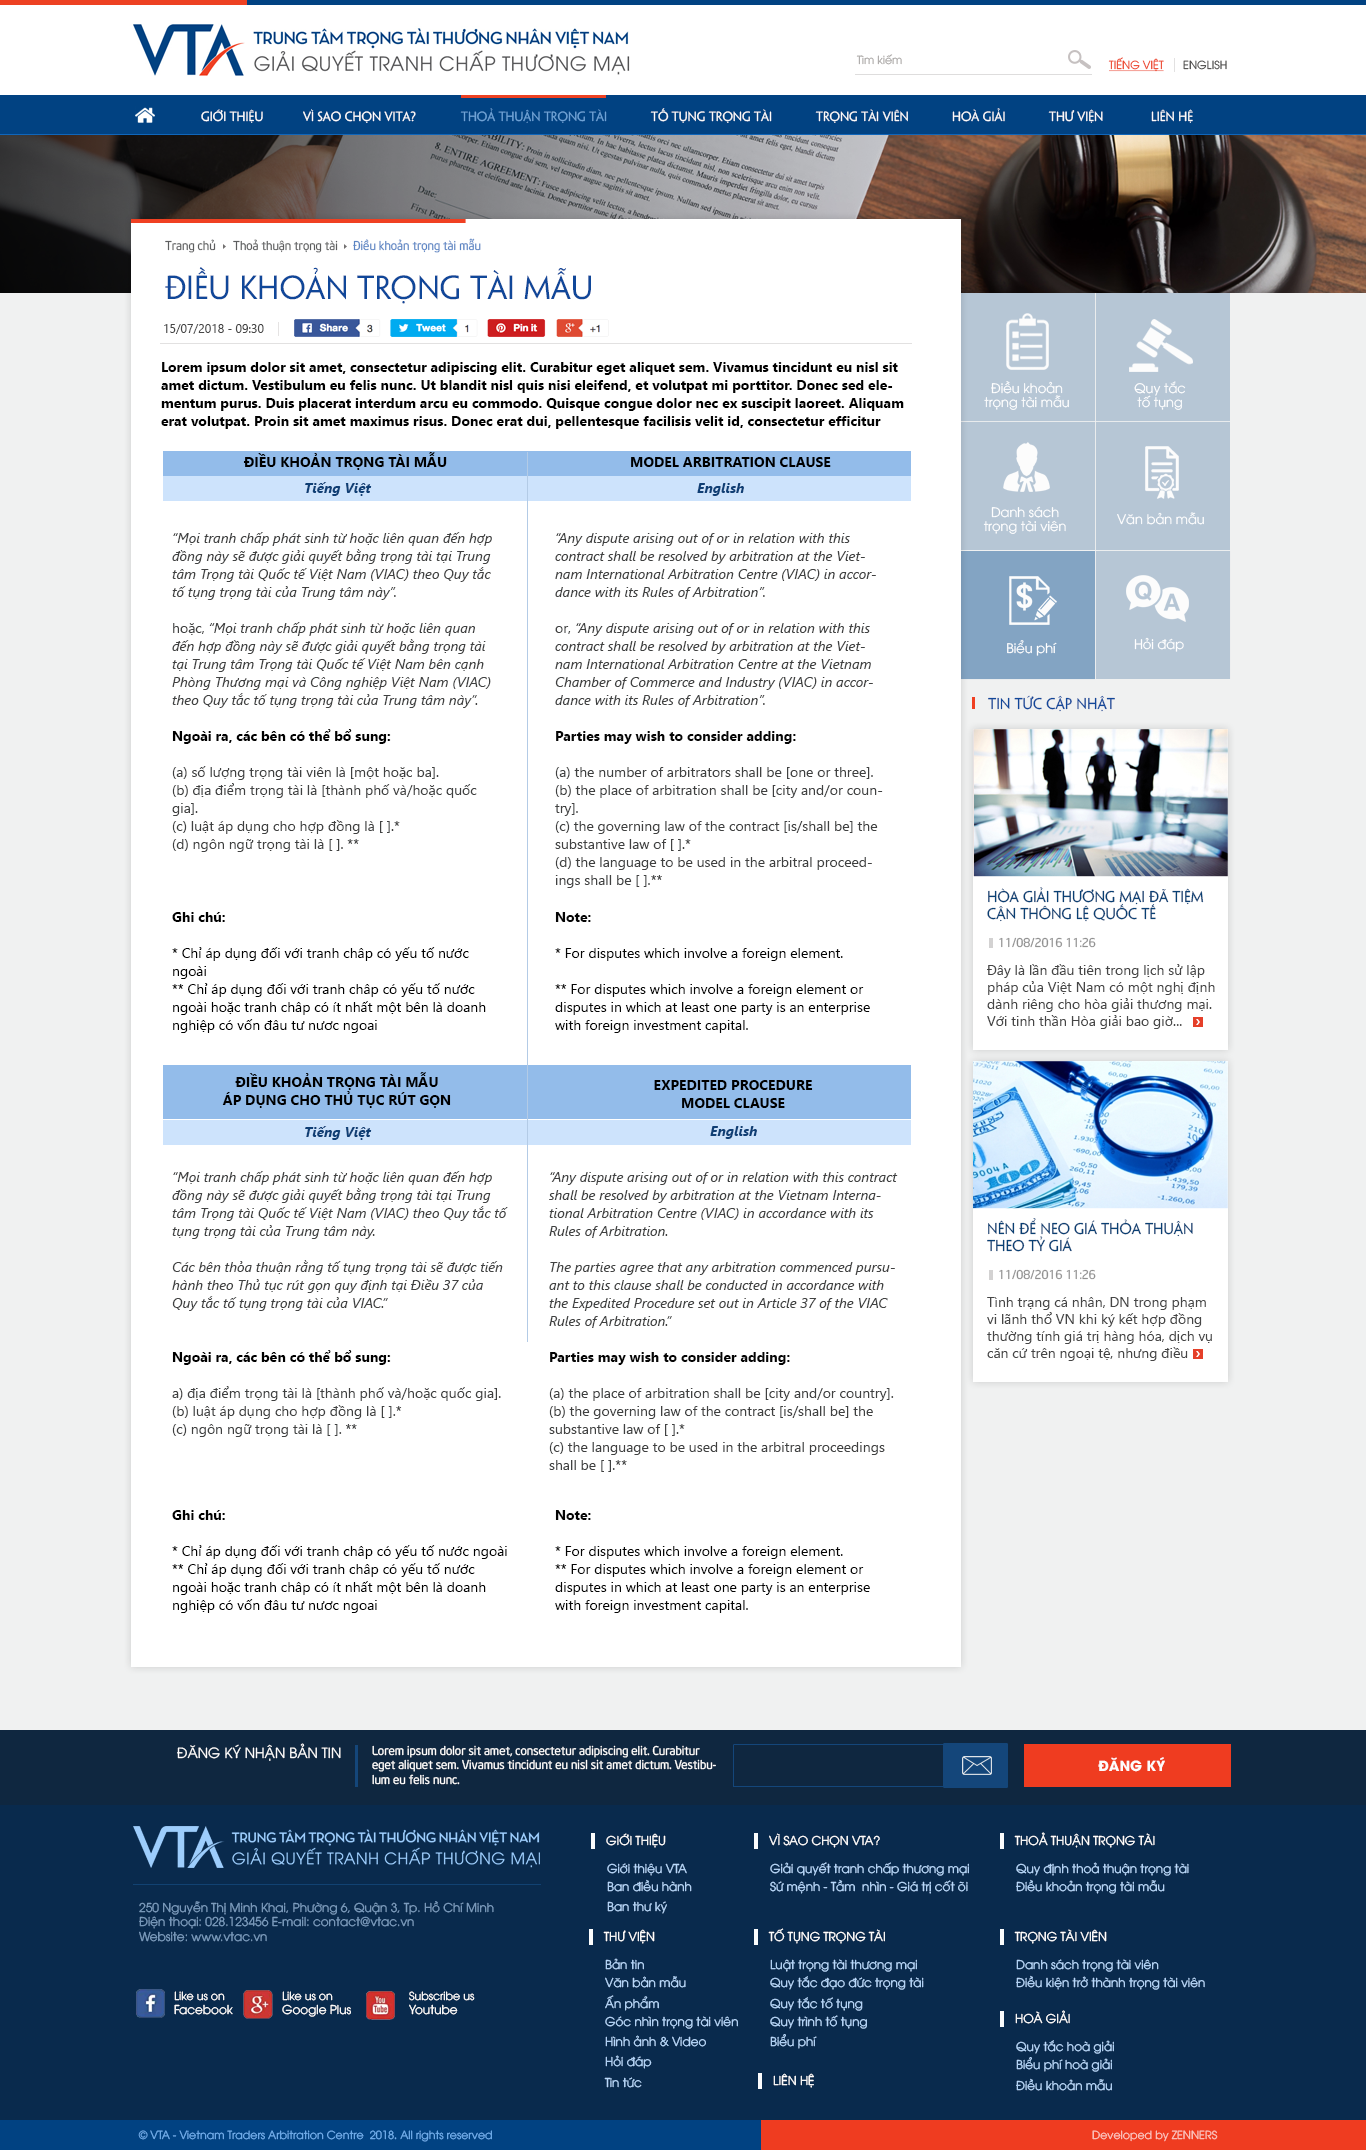 VTA TRUNG TÂM TRỌNG TÀI THƯƠNG NHÂN VIỆT NAM
GIẢI QUYẾT TRANH CHẤP THƯƠNG MẠI
Tìm kiếm
TIẾNG VIỆT | ENGLISH
GIỚI THIỆU VÌ SAO CHỌN VITA? THOẢ THUẬN TRỌNG TÀI TỐ TỤNG TRỌNG TÀI TRỌNG TÀI VIÊN HOÀ GIẢI THƯ VIỆN LIÊN HỆ
8. ENTIRE AGREEMENT:
Date:
First Par
Trang chủ Thoả thuận trọng tài Điều khoản trọng tài mẫu
ĐIỀU KHOẢN TRỌNG TÀI MẪU
15/07/2018 - 09:30 Share 3 Tweet 1 Pin it +1
Lorem ipsum dolor sit amet, consectetur adipiscing elit. Curabitur eget aliquet sem. Vivamus tincidunt eu nisl sit
amet dictum. Vestibulum eu felis nunc. Ut blandit nisl quis nisi eleifend, et volutpat mi porttitor. Donec sed ele-
mentum purus. Duis placerat interdum arcu eu commodo. Quisque congue dolor nec ex suscipit laoreet. Aliquam
erat volutpat. Proin sit amet maximus risus. Donec erat dui, pellentesque facilisis velit id, consectetur efficitur
ĐIỀU KHOẢN TRỌNG TÀI MẪU
Tiếng Việt
“Mọi tranh chấp phát sinh từ hoặc liên quan đến hợp
đồng này sẽ được giải quyết bằng trọng tài tại Trung
tâm Trọng tài Quốc tế Việt Nam (VIAC) theo Quy tắc
tố tụng trọng tài của Trung tâm này”.
hoặc, “Mọi tranh chấp phát sinh từ hoặc liên quan
đến hợp đồng này sẽ được giải quyết bằng trọng tài
tại Trung tâm Trọng tài Quốc tế Việt Nam bên cạnh
Phòng Thương mại và Công nghiệp Việt Nam (VIAC)
theo Quy tắc tố tụng trọng tài của Trung tâm này”.
Ngoài ra, các bên có thể bổ sung:
(a) số lượng trọng tài viên là [một hoặc ba].
(b) địa điểm trọng tài là [thành phố và/hoặc quốc
gia].
(c) luật áp dụng cho hợp đồng là [ ].*
(d) ngôn ngữ trọng tài là [ ]. **
Ghi chú:
* Chỉ áp dụng đối với tranh châp có yếu tố nước
ngoài
** Chỉ áp dụng đối với tranh châp có yếu tố nước
ngoài hoặc tranh châp có ít nhất một bên là doanh
nghiệp có vốn đâu tư nươc ngoai
MODEL ARBITRATION CLAUSE
English
“Any dispute arising out of or in relation with this
contract shall be resolved by arbitration at the Viet-
nam International Arbitration Centre (VIAC) in accor-
dance with its Rules of Arbitration”.
or, “Any dispute arising out of or in relation with this
contract shall be resolved by arbitration at the Viet-
nam International Arbitration Centre at the Vietnam
Chamber of Commerce and Industry (VIAC) in accor-
dance with its Rules of Arbitration”.
Parties may wish to consider adding:
(a) the number of arbitrators shall be [one or three].
(b) the place of arbitration shall be [city and/or coun-
try].
(c) the governing law of the contract [is/shall be] the
substantive law of [ ].*
(d) the language to be used in the arbitral proceed-
ings shall be [ ].**
Note:
* For disputes which involve a foreign element.
** For disputes which involve a foreign element or
disputes in which at least one party is an enterprise
with foreign investment capital.
ĐIỀU KHOẢN TRỌNG TÀI MẪU
ÁP DỤNG CHO THỦ TỤC RÚT GỌN
Tiếng Việt
“Mọi tranh chấp phát sinh từ hoặc liên quan đến hợp
đồng này sẽ được giải quyết bằng trọng tài tại Trung
tâm Trọng tài Quốc tế Việt Nam (VIAC) theo Quy tắc tố
tụng trọng tài của Trung tâm này.
Các bên thỏa thuận rằng tố tụng trọng tài sẽ được tiến
hành theo Thủ tục rút gọn quy định tại Điều 37 của
Quy tắc tố tụng trọng tài của VIAC.”
Ngoài ra, các bên có thể bổ sung:
a) địa điểm trọng tài là [thành phố và/hoặc quốc gia].
(b) luật áp dụng cho hợp đồng là [ ].*
(c) ngôn ngữ trọng tài là [ ]. **
Ghi chú:
* Chỉ áp dụng đối với tranh châp có yếu tố nước ngoài
** Chỉ áp dụng đối với tranh châp có yếu tố nước
ngoài hoặc tranh châp có ít nhất một bên là doanh
nghiệp có vốn đâu tư nươc ngoai
EXPEDITED PROCEDURE
MODEL CLAUSE
English
“Any dispute arising out of or in relation with this contract
shall be resolved by arbitration at the Vietnam Interna-
tional Arbitration Centre (VIAC) in accordance with its
Rules of Arbitration.
The parties agree that any arbitration commenced pursu-
ant to this clause shall be conducted in accordance with
the Expedited Procedure set out in Article 37 of the VIAC
Rules of Arbitration.”
Parties may wish to consider adding:
(a) the place of arbitration shall be [city and/or country].
(b) the governing law of the contract [is/shall be] the
substantive law of [ ].*
(c) the language to be used in the arbitral proceedings
shall be [ ].**
Note:
* For disputes which involve a foreign element.
** For disputes which involve a foreign element or
disputes in which at least one party is an enterprise
with foreign investment capital.
Điều khoản
trọng tài mẫu
Quy tắc
tố tụng
Danh sách
trọng tài viên
Văn bản mẫu
$
Biểu phí
Q A
Hỏi đáp
TIN TỨC CẬP NHẬT
HÒA GIẢI THƯƠNG MẠI ĐÃ TIỆM
CẬN THÔNG LỆ QUỐC TẾ
11/08/2016 11:26
Đây là lần đầu tiên trong lịch sử lập
pháp của Việt Nam có một nghị định
dành riêng cho hòa giải thương mại.
Với tinh thần Hòa giải bao giờ...
NÊN ĐỂ NEO GIÁ THỎA THUẬN
THEO TỶ GIÁ
11/08/2016 11:26
Tình trạng cá nhân, DN trong phạm
vi lãnh thổ VN khi ký kết hợp đồng
thường tính giá trị hàng hóa, dịch vụ
căn cứ trên ngoại tệ, nhưng điều
ĐĂNG KÝ NHẬN BẢN TIN
Lorem ipsum dolor sit amet, consectetur adipiscing elit. Curabitur
eget aliquet sem. Vivamus tincidunt eu nisl sit amet dictum. Vestibu-
lum eu felis nunc.
ĐĂNG KÝ
VTA TRUNG TÂM TRỌNG TÀI THƯƠNG NHÂN VIỆT NAM
GIẢI QUYẾT TRANH CHẤP THƯƠNG MẠI
250 Nguyễn Thị Minh Khai, Phường 6, Quận 3, Tp. Hồ Chí Minh
Điện thoại: 028.123456 E-mail: contact@vtac.vn
Website: www.vtac.vn
Like us on
Facebook
Like us on
Google Plus
You Tube
Subscribe us
Youtube
GIỚI THIỆU
Giới thiệu VTA
Ban điều hành
Ban thư ký
THƯ VIỆN
Bản tin
Văn bản mẫu
Ấn phẩm
Góc nhìn trọng tài viên
Hình ảnh & Video
Hỏi đáp
Tin tức
VÌ SAO CHỌN VTA?
Giải quyết tranh chấp thương mại
Sứ mệnh - Tầm nhìn - Giá trị cốt õi
TỐ TỤNG TRỌNG TÀI
Luật trọng tài thương mại
Quy tắc đạo đức trọng tài
Quy tắc tố tụng
Quy trình tố tụng
Biểu phí
LIÊN HỆ
THOẢ THUẬN TRỌNG TÀI
Quy định thoả thuận trọng tài
Điều khoản trọng tài mẫu
TRỌNG TÀI VIÊN
Danh sách trọng tài viên
Điều kiện trở thành trọng tài viên
HOÀ GIẢI
Quy tắc hoà giải
Biểu phí hoà giải
Điều khoản mẫu
© VTA - Vietnam Traders Arbitration Centre 2018. All rights reserved
Developed by ZENNERS